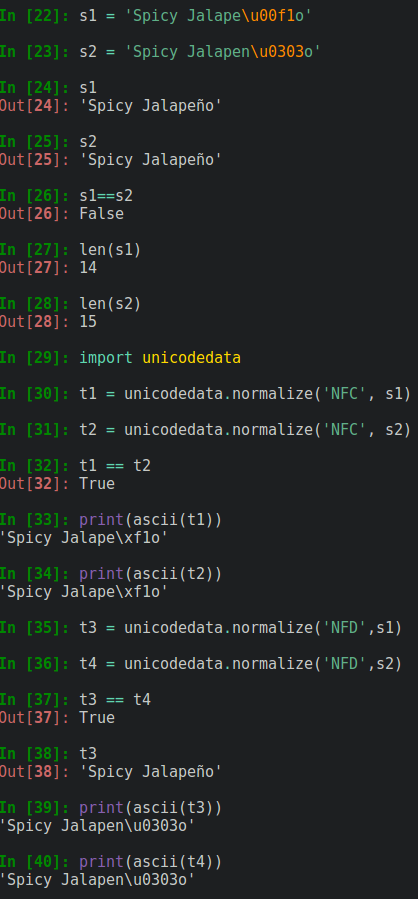 In [22]: s1 = 'Spicy Jalape\u00f1o'
In [23]: s2 = 'Spicy Jalapen\u0303o'
In [24]: s1
Out[24]: 'Spicy Jalapeño'
In [25]: s2
Out[25]: 'Spicy Jalapeño'
In [26]: s1==s2
Out[26]: False
In [27]: len(s1)
Out[27]: 14
In [28]: len(s2)
Out[28]: 15
In [29]: import unicodedata
In [30]: t1 = unicodedata.normalize('NFC', s1)
In [31]: t2 = unicodedata.normalize('NFC', s2)
In [32]: t1 == t2
Out[32]: True
In [33]: print(ascii(t1))
'Spicy Jalape\xf1o'
In [34]: print(ascii(t2))
'Spicy Jalape\xf1o'
In [35]: t3 = unicodedata.normalize('NFD',s1)
In [36]: t4 = unicodedata.normalize('NFD',s2)
In [37]: t3 == t4
Out[37]: True
In [38]: t3
Out[38]: 'Spicy Jalapeño'
In [39]: print(ascii(t3))
'Spicy Jalapen\u0303o'
In [40]: print(ascii(t4))
'Spicy Jalapen\u0303o'